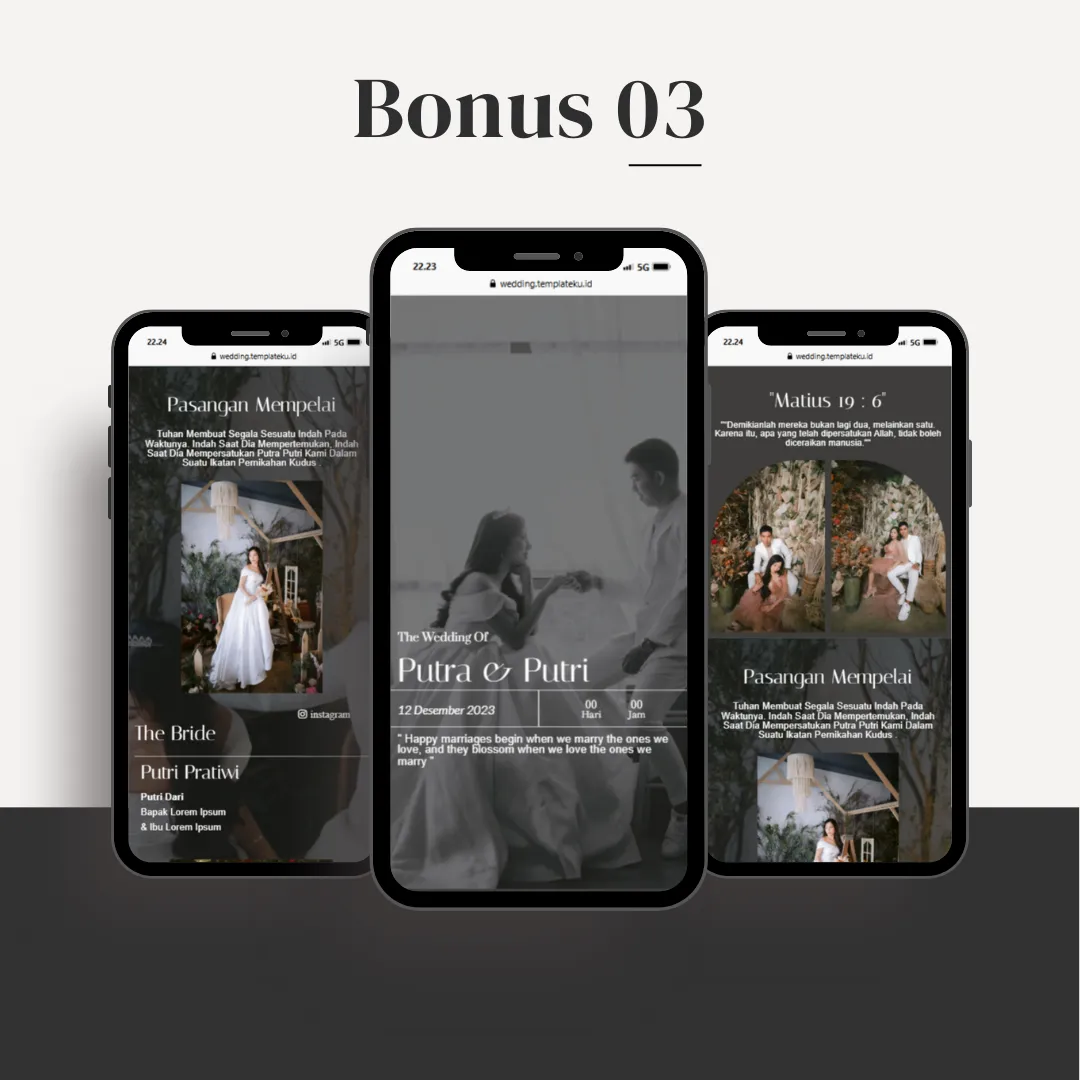 Bonus 03
22.24
5G
wedding.templateku.id
Pasangan Mempelai
Tuhan Membuat Segala Sesuatu Indah Pada
Waktunya. Indah Saat Dia Mempertemukan, Indah
Saat Dia Mempersatukan Putra Putri Kami Dalam
Suatu Ikatan Pernikahan Kudus .
instagram
The Bride
Putri Pratiwi
Putri Dari
Bapak Lorem Ipsum
& Ibu Lorem Ipsum
22.23
5G
wedding.templateku.id
The Wedding Of
Putra & Putri
12 Desember 2023
00 00
Hari Jam
" Happy marriages begin when we marry the ones we
love, and they blossom when we love the ones we
marry "
22.24
5G
wedding.templateku.id
"Matius 19 : 6"
""Demikianlah mereka bukan lagi dua, melainkan satu.
Karena itu, apa yang telah dipersatukan Allah, tidak boleh
diceraikan manusia.""
Pasangan Mempelai
Tuhan Membuat Segala Sesuatu Indah Pada
Waktunya. Indah Saat Dia Mempertemukan, Indah
Saat Dia Mempersatukan Putra Putri Kami Dalam
Suatu Ikatan Pernikahan Kudus .